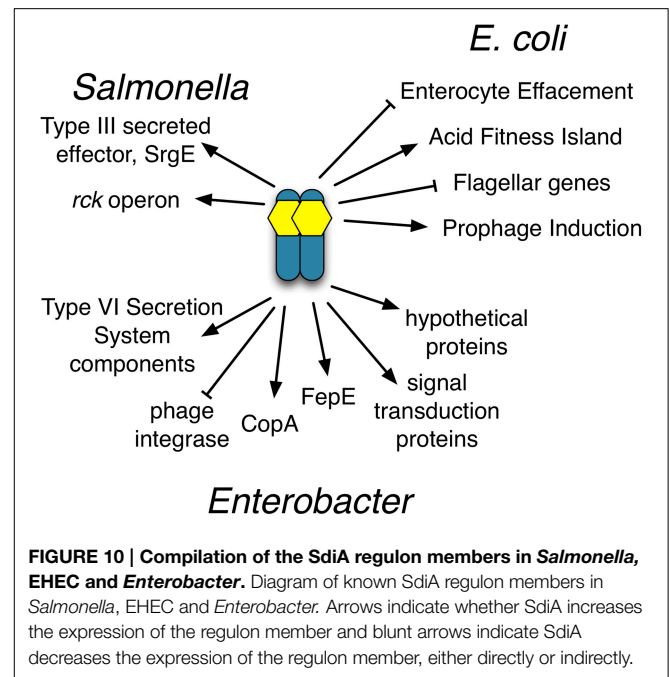 E. coli
Salmonella
Enterocyte Effacement
Type III secreted
effector, SrgE
Acid Fitness Island
rck operon
Flagellar genes
Prophage Induction
Type VI Secretion
System
components
hypothetical
proteins
phage
integrase
CopA
FepE
signal
transduction
proteins
Enterobacter
FIGURE 10 | Compilation of the SdiA regulon members in Salmonella,
EHEC and Enterobacter. Diagram of known SdiA regulon members in
Salmonella, EHEC and Enterobacter. Arrows indicate whether SdiA increases
the expression of the regulon member and blunt arrows indicate SdiA
decreases the expression of the regulon member, either directly or indirectly.